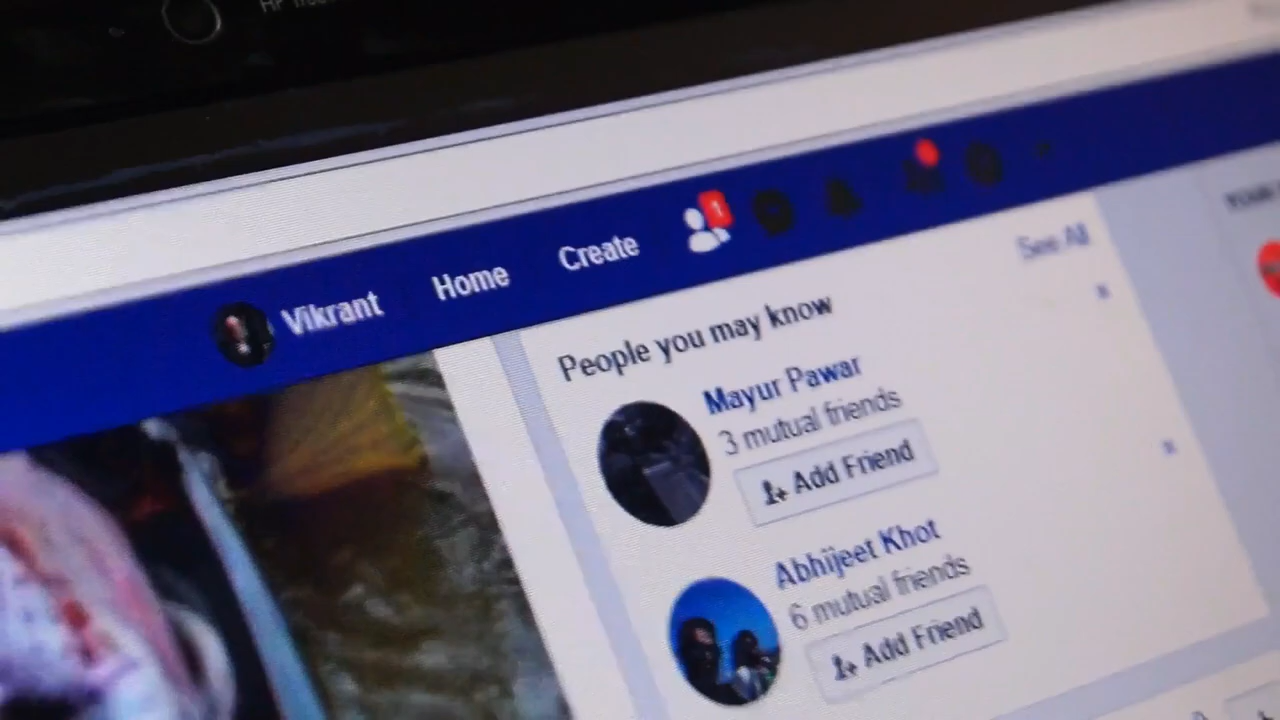 HP
Vikrant Home Create 1
See All
People you may know
Mayur Pawar
3 mutual friends
Add Friend
Abhijeet Khot
6 mutual friends
Add Friend